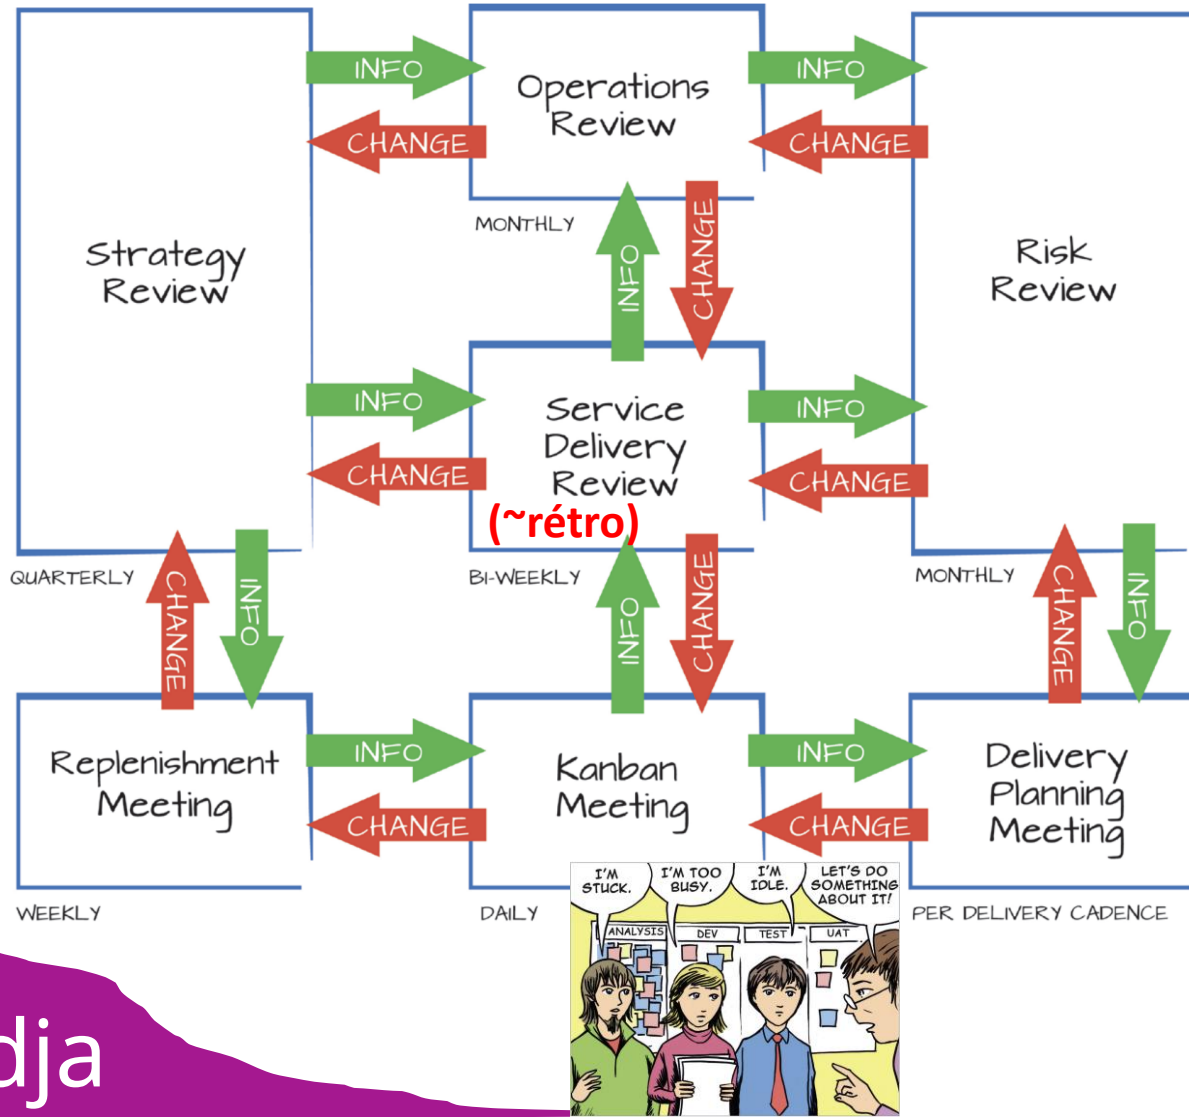 INFO
INFO
Operations
Review
CHANGE
CHANGE
MONTHLY
INFO
CHANGE
Strategy
Review
Risk
Review
INFO
INFO
Service
Delivery
Review
(~rétro)
CHANGE
CHANGE
QUARTERLY
BI-WEEKLY
MONTHLY
CHANGE
INFO
INFO
CHANGE
CHANGE
INFO
Replenishment
Meeting
INFO
CHANGE
Kanban
Meeting
INFO
CHANGE
Delivery
Planning
Meeting
WEEKLY
DAILY
PER DELIVERY CADENCE
I'M
STUCK.
I'M TOO
BUSY.
I'M
IDLE.
LET'S DO
SOMETHING
ABOUT IT!
ANALYSIS
DEV
TEST
UAT
dja